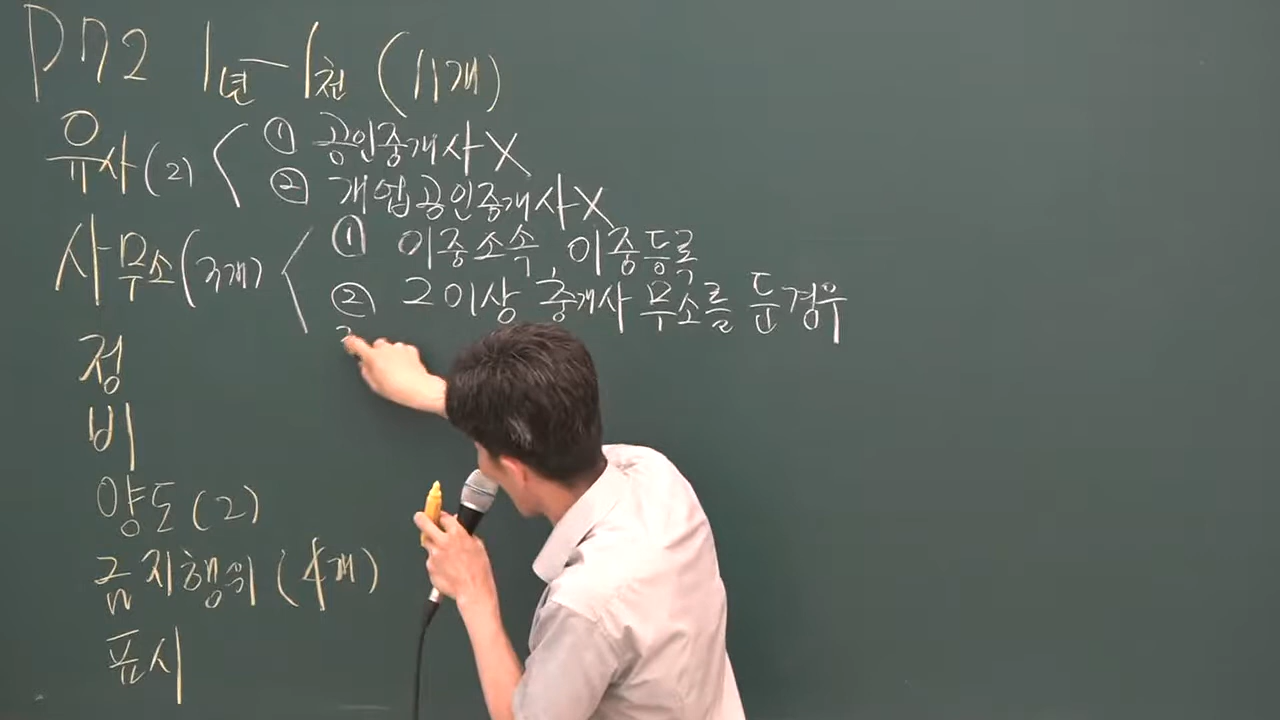 P72 1년-1천 (11개)
유사(2) ① 공인중개사X
② 개업공인중개사X
사무소(3개) ① 이중소속, 이중등록
② 2이상 중개사무소를 둔경우
정
비
양도(2)
금지행위(4개)
표시